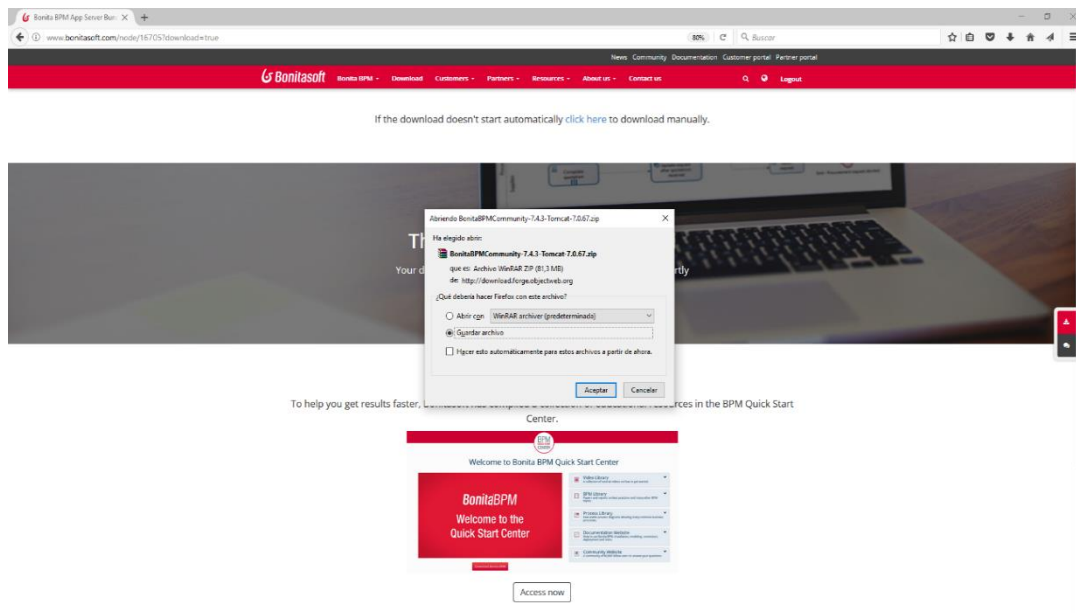 Bonita BPM App Server Bun
www.bonitasoft.com/node/16705?download=true
80%
Buscar
News Community Documentation Customer portal Partner portal
Bonitasoft
Bonita BPM Download Customers Partners Resources About us Contact us
Logout
If the download doesn't start automatically click here to download manually.
Abriendo BonitaBPMCommunity-7.4.3-Tomcat-7.0.67.zip
Ha elegido abrir:
BonitaBPMCommunity-7.4.3-Tomcat-7.0.67.zip
que es: Archivo WinRAR ZIP (81,3 MB)
de: http://download.forge.objectweb.org
¿Qué debería hacer Firefox con este archivo?
Abrir con WinRAR archiver (predeterminada)
Guardar archivo
Hacer esto automáticamente para estos archivos a partir de ahora.
Aceptar Cancelar
Th
Your d
rtly
To help you get results faster,
rces in the BPM Quick Start
Center.
BPM
Welcome to Bonita BPM Quick Start Center
BonitaBPM
Welcome to the
Quick Start Center
Video Library
BPM Library
Process Library
Documentation Website
Community Website
Access now